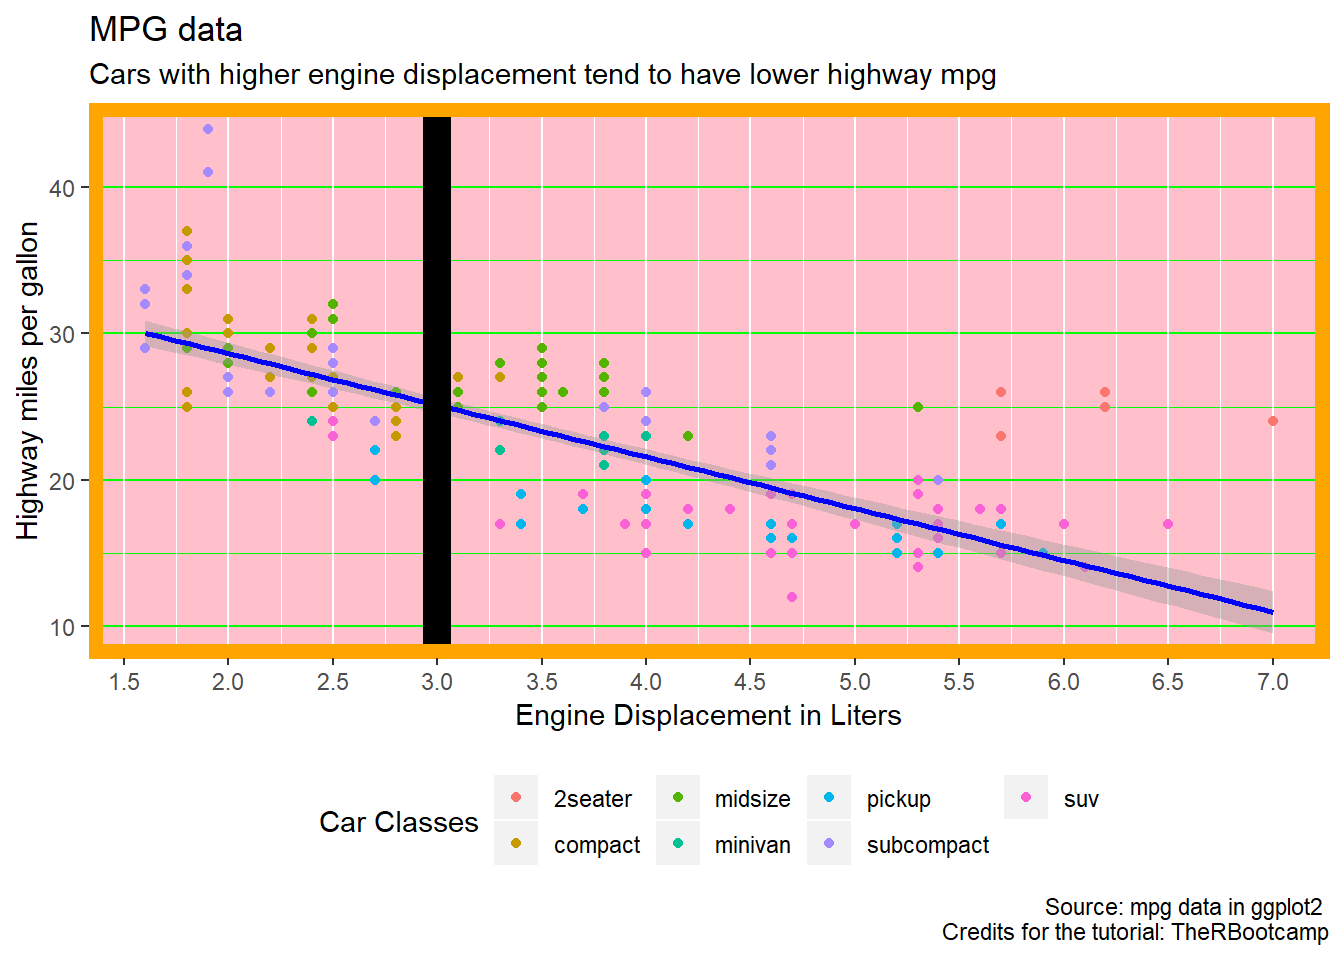 MPG data
Cars with higher engine displacement tend to have lower highway mpg
Highway miles per gallon
40
30
20
10
1.5 2.0 2.5 3.0 3.5 4.0 4.5 5.0 5.5 6.0 6.5 7.0
Engine Displacement in Liters
Car Classes
2seater midsize pickup suv
compact minivan subcompact
Source: mpg data in ggplot2
Credits for the tutorial: TheRBootcamp